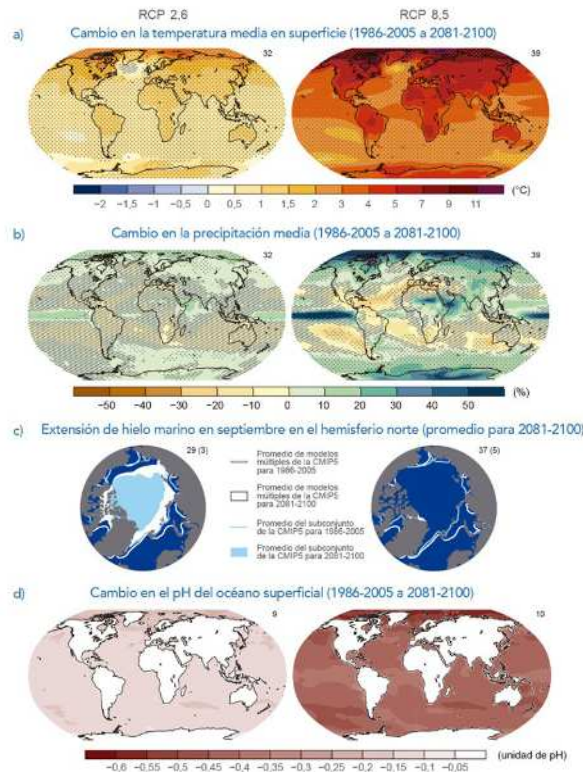 RCP 2,6
RCP 8,5
a) Cambio en la temperatura media en superficie (1986-2005 a 2081-2100)
32
39
(°C)
−2 −1,5 −1 −0,5 0 0,5 1 1,5 2 3 4 5 7 9 11
b) Cambio en la precipitación media (1986-2005 a 2081-2100)
32
39
(%)
−50 −40 −30 −20 −10 0 10 20 30 40 50
c) Extensión de hielo marino en septiembre en el hemisferio norte (promedio para 2081-2100)
29 (3)
37 (5)
Promedio de modelos
múltiples de la CMIP5
para 1986-2005
Promedio de modelos
múltiples de la CMIP5
para 2081-2100
Promedio del subconjunto
de la CMIP5 para 1986-2005
Promedio del subconjunto
de la CMIP5 para 2081-2100
d) Cambio en el pH del océano superficial (1986-2005 a 2081-2100)
9
10
(unidad de pH)
−0,6 −0,55 −0,5 −0,45 −0,4 −0,35 −0,3 −0,25 −0,2 −0,15 −0,1 −0,05